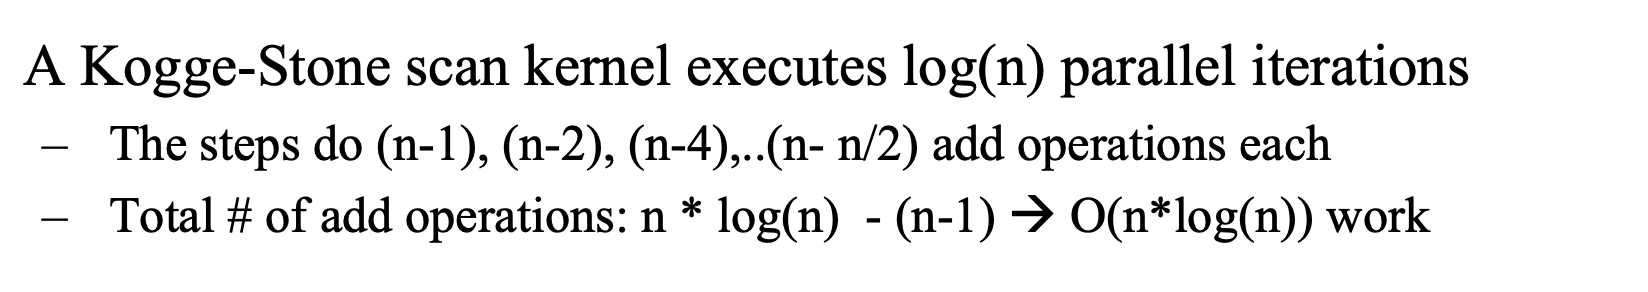 A Kogge-Stone scan kernel executes log(n) parallel iterations
– The steps do (n-1), (n-2), (n-4),..(n- n/2) add operations each
– Total # of add operations: n * log(n) - (n-1) → O(n*log(n)) work